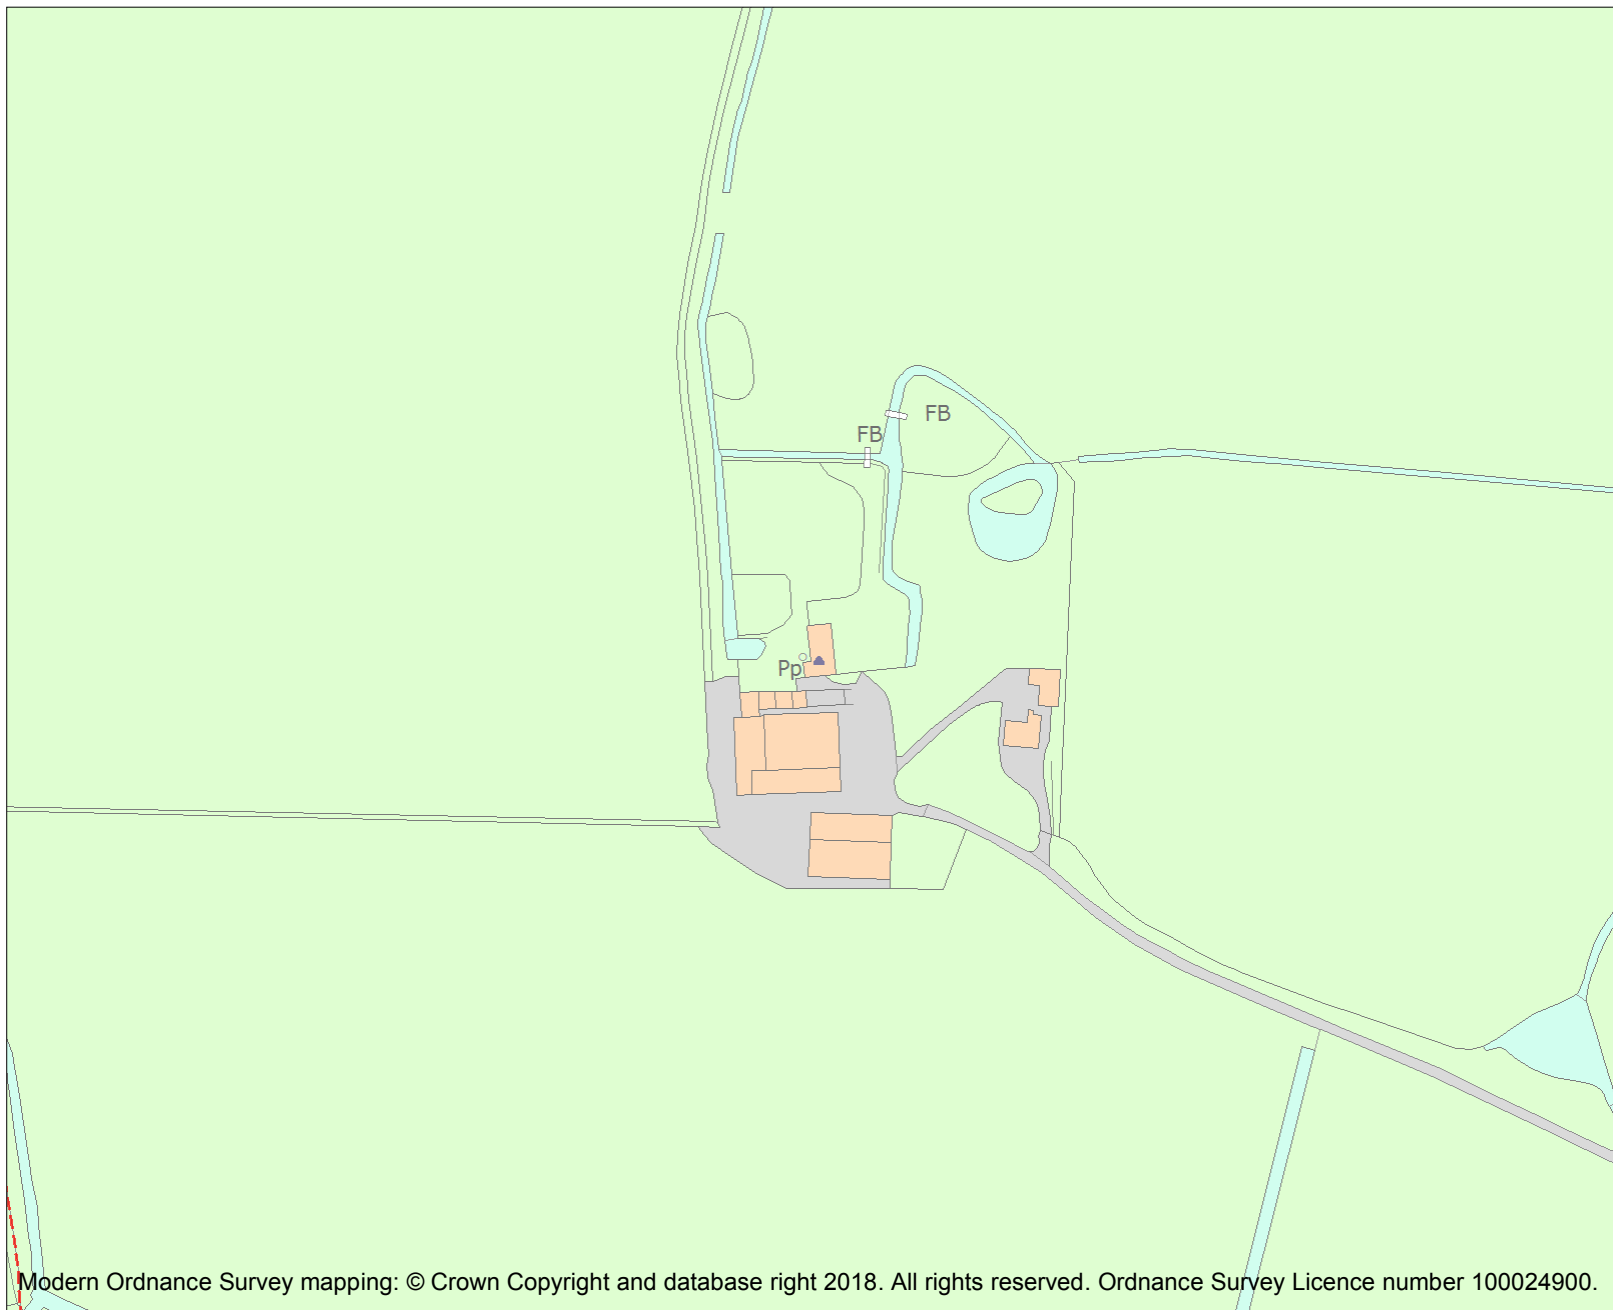 FB
FB
Pp
Modern Ordnance Survey mapping: © Crown Copyright and database right 2018. All rights reserved. Ordnance Survey Licence number 100024900.